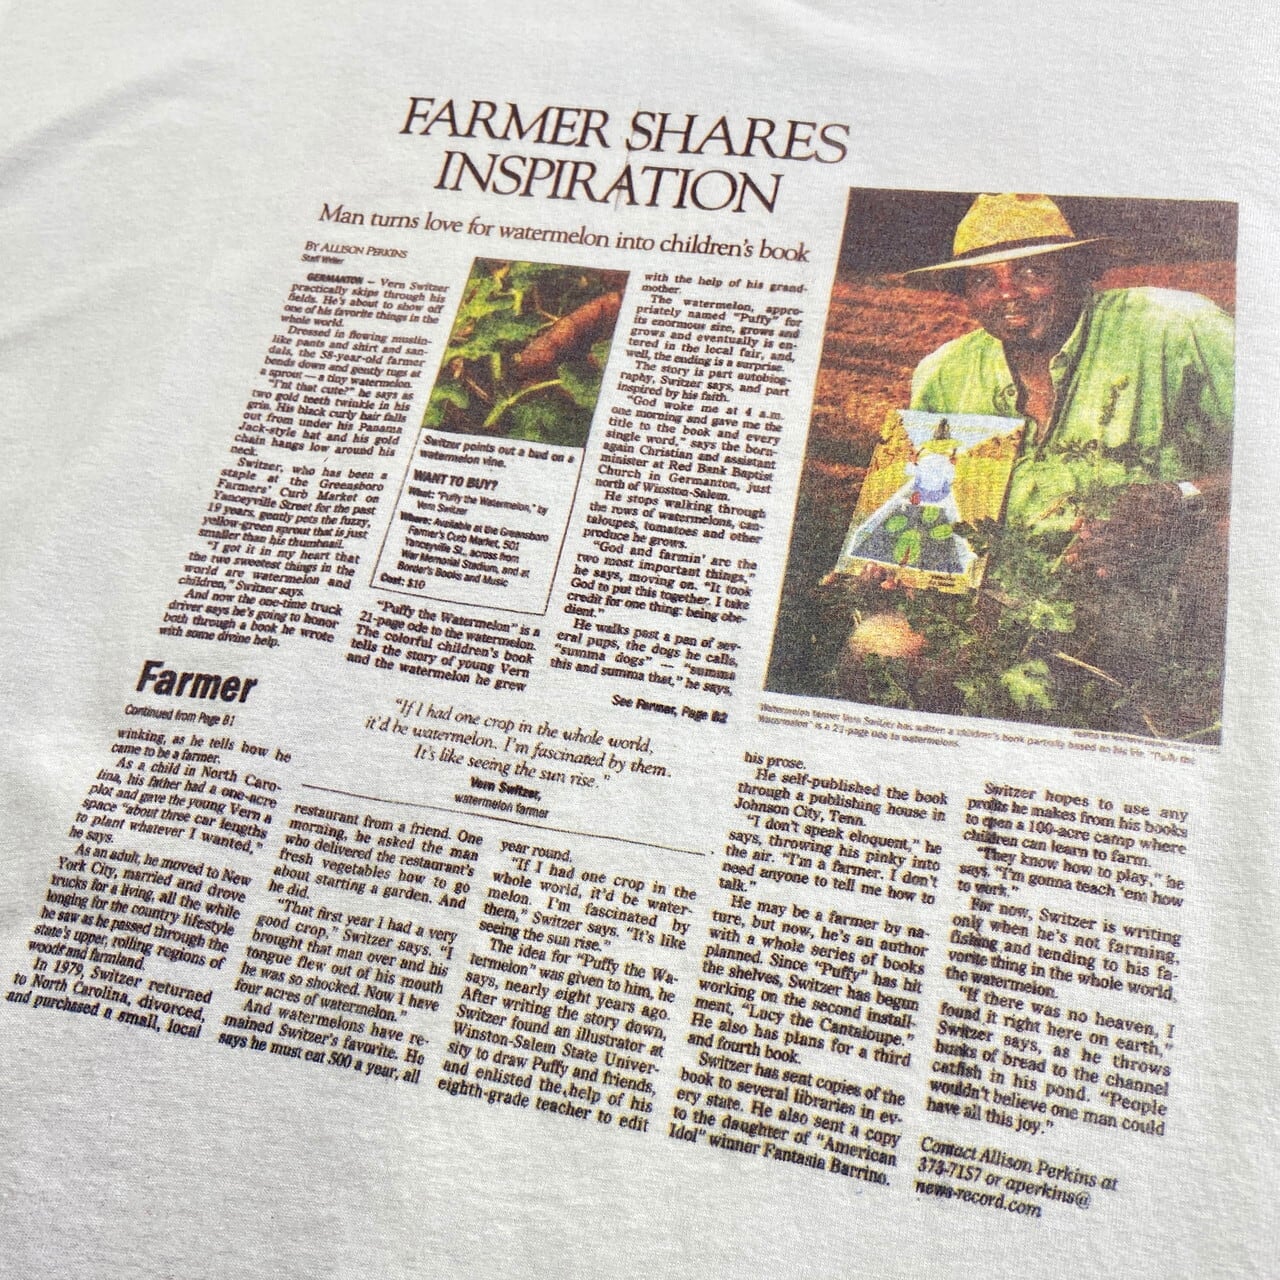 FARMER SHARES
INSPIRATION
Man turns love for watermelon into children's book
BY ALLISON PERKINS
Staff Writer
GERMANTON – Vern Switzer
practically skips through his
fields. He's about to show off
one of his favorite things in the
whole world.
Dressed in flowing muslin-
like pants and shirt and san-
dals, the 58-year-old farmer
bends down and gently tugs at
a sprout — a tiny watermelon.
"I'nt that cute?" he says as
two gold teeth twinkle in his
grin. His black curly hair falls
out from under his Panama
Jack-style hat and his gold
chain hangs low around his
neck.
Switzer, who has been a
staple at the Greensboro
Farmers' Curb Market on
Yanceyville Street for the past
19 years, gently pets the fuzzy,
yellow-green sprout that is just
smaller than his thumbnail.
"I got it in my heart that
the two sweetest things in the
world are watermelon and
children," Switzer says.
And now the one-time truck
driver says he's going to honor
both through a book he wrote
with some divine help.
Switzer points out a bud on a
watermelon vine.
WANT TO BUY?
What: "Puffy the Watermelon," by
Vern Switzer
Where: Available at the Greensboro
Farmer's Curb Market, 501
Yanceyville St., across from
War Memorial Stadium, and at
Border's Books and Music
Cost: $10
"Puffy the Watermelon" is a
21-page ode to the watermelon.
The colorful children's book
tells the story of young Vern
and the watermelon he grew
with the help of his grand-
mother.
The watermelon, appro-
priately named "Puffy" for
its enormous size, grows and
grows and eventually is en-
tered in the local fair, and,
well, the ending is a surprise.
The story is part autobiog-
raphy, Switzer says, and part
inspired by his faith.
"God woke me at 4 a.m.
one morning and gave me the
title to the book and every
single word," says the born-
again Christian and assistant
minister at Red Bank Baptist
Church in Germanton, just
north of Winston-Salem.
He stops walking through
the rows of watermelons, can-
taloupes, tomatoes and other
produce he grows.
"God and farmin' are the
two most important things,"
he says, moving on. "It took
God to put this together. I take
credit for one thing: being obe-
dient."
He walks past a pen of sev-
eral pups, the dogs he calls,
"summa dogs" — "summa
this and summa that," he says,
See Farmer, Page B2
Watermelon farmer Vern Switzer has written a children's book partially based on his life. "Puffy the
Watermelon" is a 21-page ode to watermelons.
Farmer
Continued from Page B1
winking, as he tells how he
came to be a farmer.
As a child in North Caro-
lina, his father had a one-acre
plot and gave the young Vern a
space "about three car lengths
to plant whatever I wanted,"
he says.
As an adult, he moved to New
York City, married and drove
trucks for a living, all the while
longing for the country lifestyle
he saw as he passed through the
state's upper, rolling regions of
woods and farmland.
In 1979, Switzer returned
to North Carolina, divorced,
and purchased a small, local
"If I had one crop in the whole world,
it'd be watermelon. I'm fascinated by them.
It's like seeing the sun rise."
Vern Switzer,
watermelon farmer
restaurant from a friend. One
morning, he asked the man
who delivered the restaurant's
fresh vegetables how to go
about starting a garden. And
he did.
"That first year I had a very
good crop," Switzer says. "I
brought that man over and his
tongue flew out of his mouth
he was so shocked. Now I have
four acres of watermelon."
And watermelons have re-
mained Switzer's favorite. He
says he must eat 500 a year, all
year round.
"If I had one crop in the
whole world, it'd be water-
melon. I'm fascinated by
them," Switzer says. "It's like
seeing the sun rise."
The idea for "Puffy the Wa-
termelon" was given to him, he
says, nearly eight years ago.
After writing the story down,
Switzer found an illustrator at
Winston-Salem State Univer-
sity to draw Puffy and friends,
and enlisted the help of his
eighth-grade teacher to edit
his prose.
He self-published the book
through a publishing house in
Johnson City, Tenn.
"I don't speak eloquent," he
says, throwing his pinky into
the air. "I'm a farmer. I don't
need anyone to tell me how to
talk."
He may be a farmer by na-
ture, but now, he's an author
with a whole series of books
planned. Since "Puffy" has hit
the shelves, Switzer has begun
working on the second install-
ment, "Lucy the Cantaloupe."
He also has plans for a third
and fourth book.
Switzer has sent copies of the
book to several libraries in ev-
ery state. He also sent a copy
to the daughter of "American
Idol" winner Fantasia Barrino.
Switzer hopes to use any
profits he makes from his books
to open a 100-acre camp where
children can learn to farm.
"They know how to play," he
says. "I'm gonna teach 'em how
to work."
For now, Switzer is writing
only when he's not farming,
fishing and tending to his fa-
vorite thing in the whole world,
the watermelon.
"If there was no heaven, I
found it right here on earth,"
Switzer says, as he throws
hunks of bread to the channel
catfish in his pond. "People
wouldn't believe one man could
have all this joy."
Contact Allison Perkins at
373-7157 or aperkins@
news-record.com